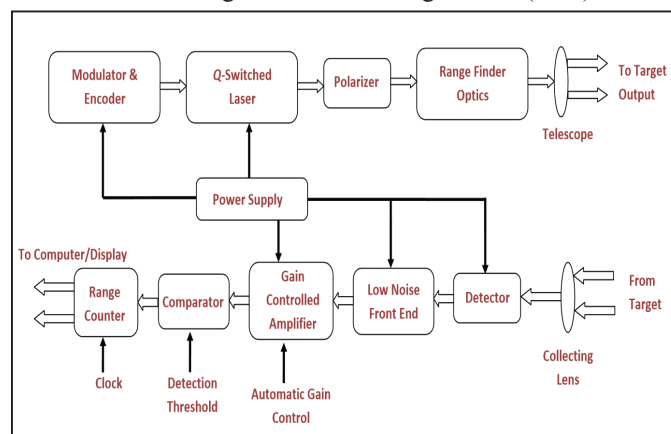 Modulator &
Encoder
Q-Switched
Laser
Polarizer
Range Finder
Optics
To Target
Output
Telescope
Power Supply
To Computer/Display
Range
Counter
Comparator
Gain
Controlled
Amplifier
Low Noise
Front End
Detector
From
Target
Collecting
Lens
Clock
Detection
Threshold
Automatic Gain
Control